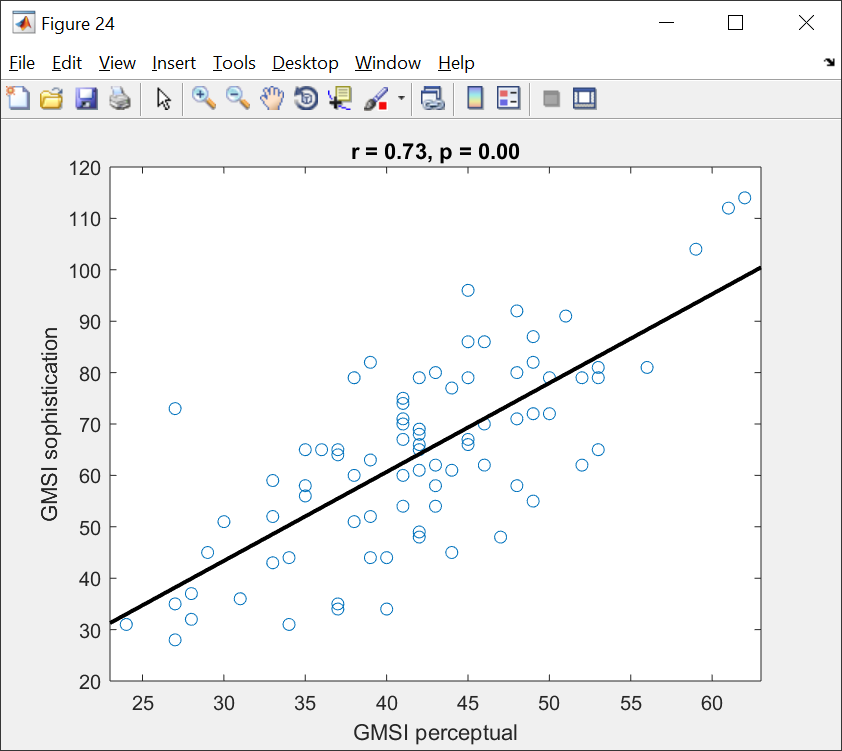 Figure 24
File Edit View Insert Tools Desktop Window Help
r = 0.73, p = 0.00
120
110
100
90
80
70
60
50
40
30
20
GMSI sophistication
25 30 35 40 45 50 55 60
GMSI perceptual